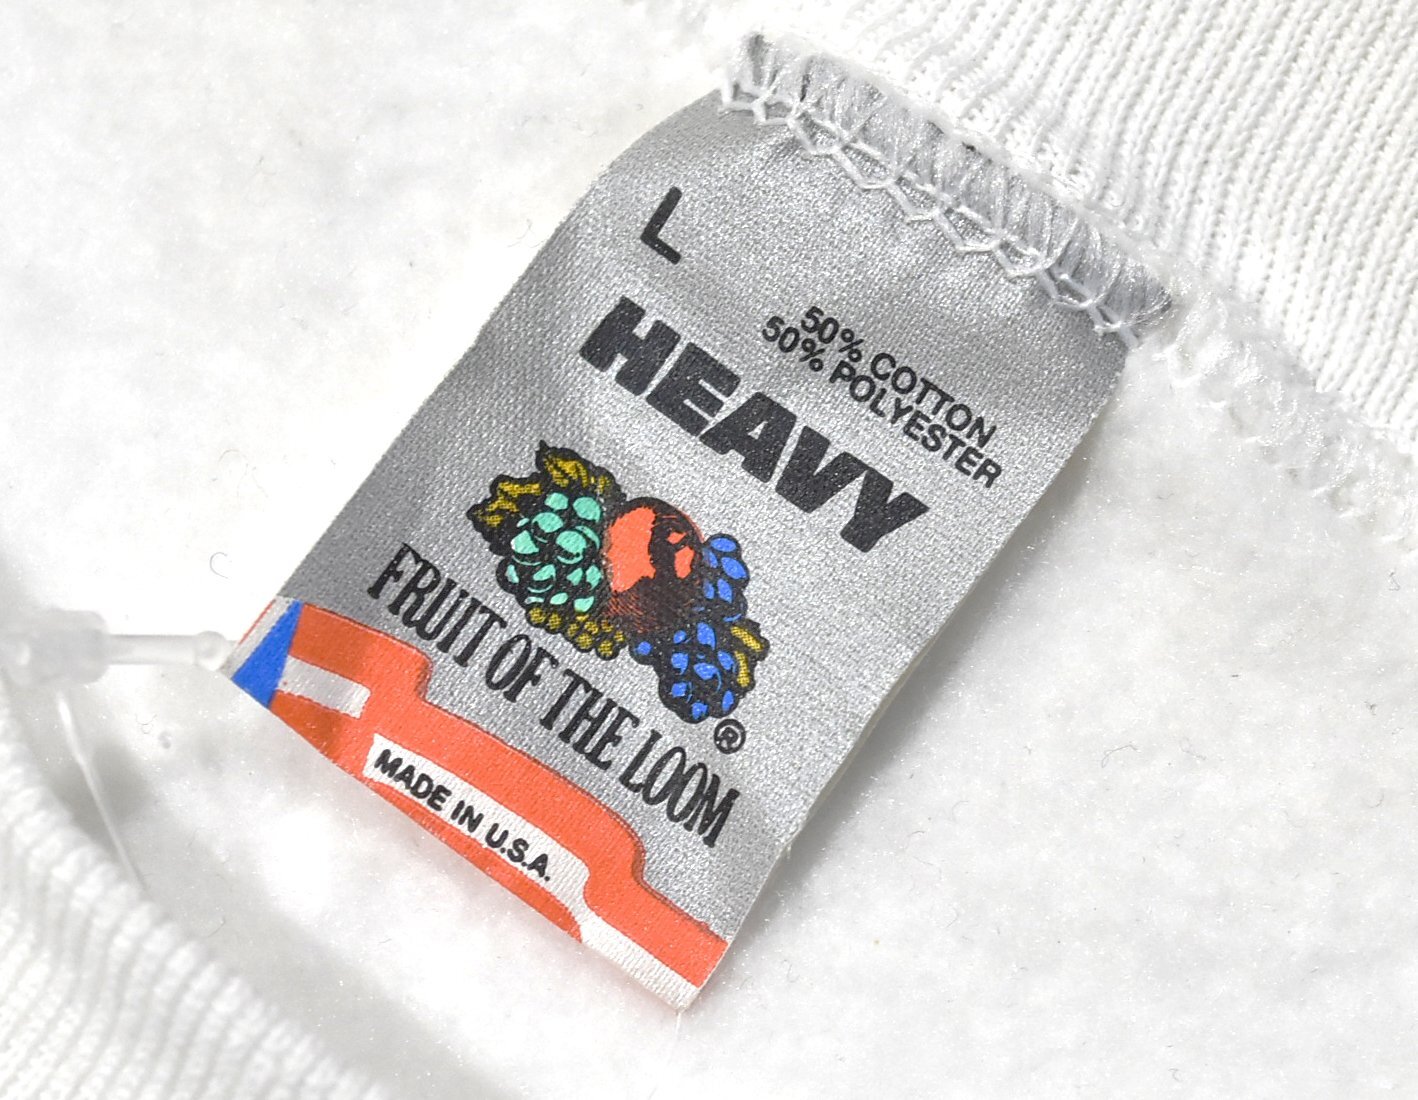 L
50% COTTON
50% POLYESTER
HEAVY
FRUIT OF THE LOOM®
MADE IN U.S.A.